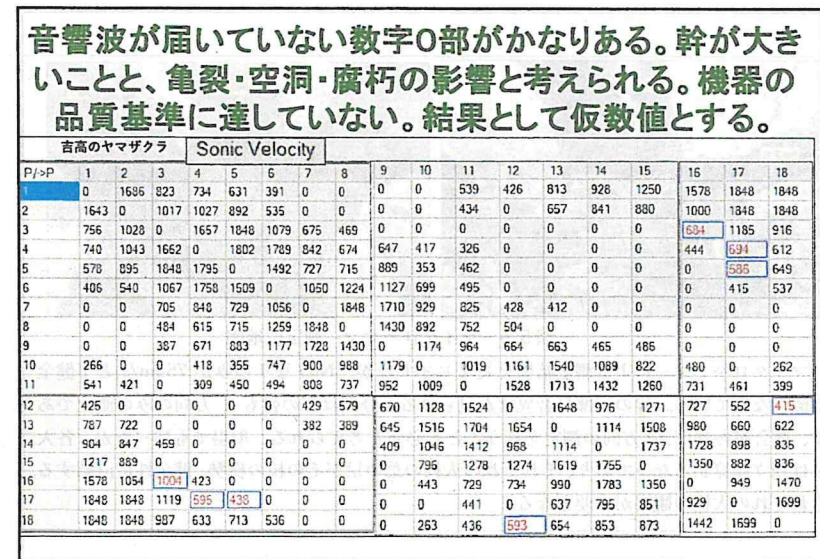 音響波が届いていない数字0部がかなりある。幹が大き
いことと、亀裂・空洞・腐朽の影響と考えられる。機器の
品質基準に達していない。結果として仮数値とする。
吉高のヤマザクラ Sonic Velocity
P/->P 1 2 3 4 5 6 7 8 9 10 11 12 13 14 15 16 17 18
1 0 1686 823 734 631 391 0 0 0 0 539 426 813 928 1250 1578 1848 1848
2 1643 0 1017 1027 892 535 0 0 0 0 434 0 657 841 880 1000 1848 1848
3 756 1028 0 1657 1848 1079 675 469 0 0 0 0 0 0 0 684 1185 916
4 740 1043 1652 0 1802 1789 842 674 647 417 326 0 0 0 0 444 694 612
5 578 895 1848 1795 0 1492 727 715 889 353 462 0 0 0 0 0 586 649
6 406 540 1067 1758 1509 0 1050 1224 1127 699 495 0 0 0 0 0 415 537
7 0 0 705 848 729 1056 0 1848 1710 929 825 428 412 0 0 0 0 0
8 0 0 484 615 715 1259 1848 0 1430 892 752 504 0 0 0 0 0 0
9 0 0 387 671 883 1177 1728 1430 0 1174 964 664 663 465 486 0 0 0
10 266 0 0 418 355 747 900 988 1179 0 1019 1161 1540 1089 822 480 0 262
11 541 421 0 309 450 494 808 737 952 1009 0 1528 1713 1432 1260 731 461 399
12 425 0 0 0 0 0 429 579 670 1128 1524 0 1648 976 1271 727 552 415
13 787 722 0 0 0 0 382 389 645 1516 1704 1654 0 1114 1508 980 660 622
14 904 847 459 0 0 0 0 0 409 1046 1412 968 1114 0 1737 1728 898 835
15 1217 889 0 0 0 0 0 0 0 796 1278 1274 1619 1755 0 1350 882 836
16 1578 1054 1004 423 0 0 0 0 0 443 729 734 990 1783 1350 0 949 1470
17 1848 1848 1119 595 438 0 0 0 0 0 441 0 637 795 851 929 0 1699
18 1848 1848 987 633 713 536 0 0 0 263 436 593 654 853 873 1442 1699 0